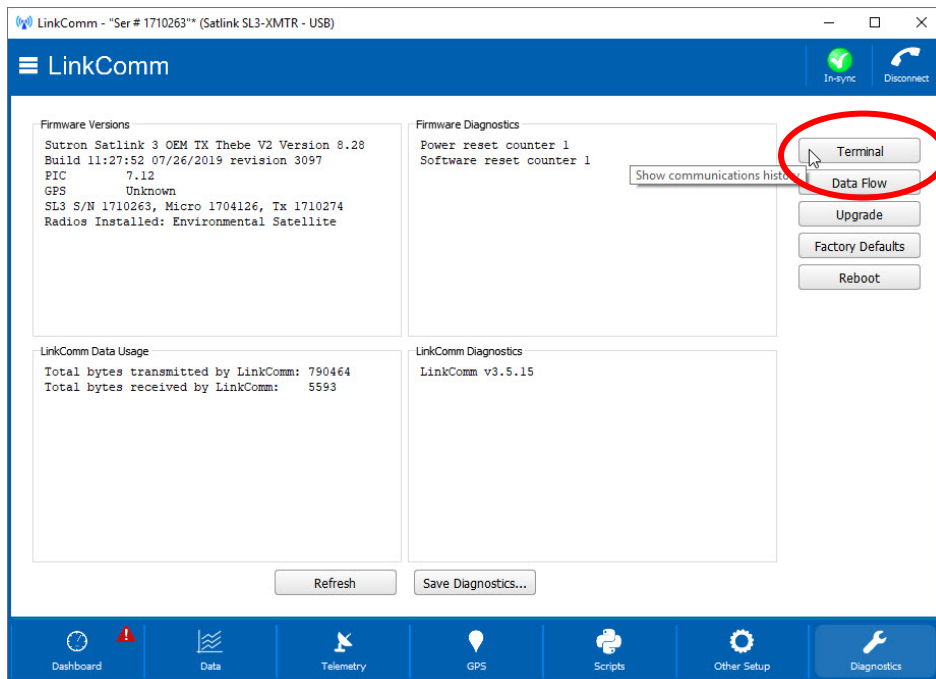 LinkComm - "Ser # 1710263"* (Satlink SL3-XMTR - USB)
LinkComm
In-sync
Disconnect
Firmware Versions
Sutron Satlink 3 OEM TX Thebe V2 Version 8.28
Build 11:27:52 07/26/2019 revision 3097
PIC 7.12
GPS Unknown
SL3 S/N 1710263, Micro 1704126, Tx 1710274
Radios Installed: Environmental Satellite
Firmware Diagnostics
Power reset counter 1
Software reset counter 1
Show communications history
Terminal
Data Flow
Upgrade
Factory Defaults
Reboot
LinkComm Data Usage
Total bytes transmitted by LinkComm: 790464
Total bytes received by LinkComm: 5593
LinkComm Diagnostics
LinkComm v3.5.15
Refresh
Save Diagnostics...
Dashboard
Data
Telemetry
GPS
Scripts
Other Setup
Diagnostics